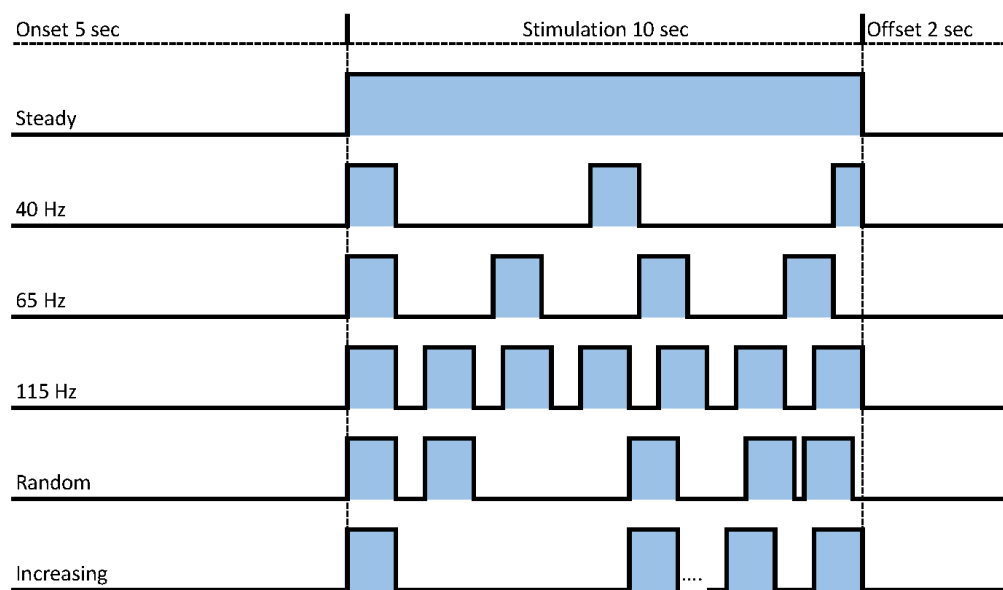 Onset 5 sec Stimulation 10 sec Offset 2 sec
Steady
40 Hz
65 Hz
115 Hz
Random
Increasing ....